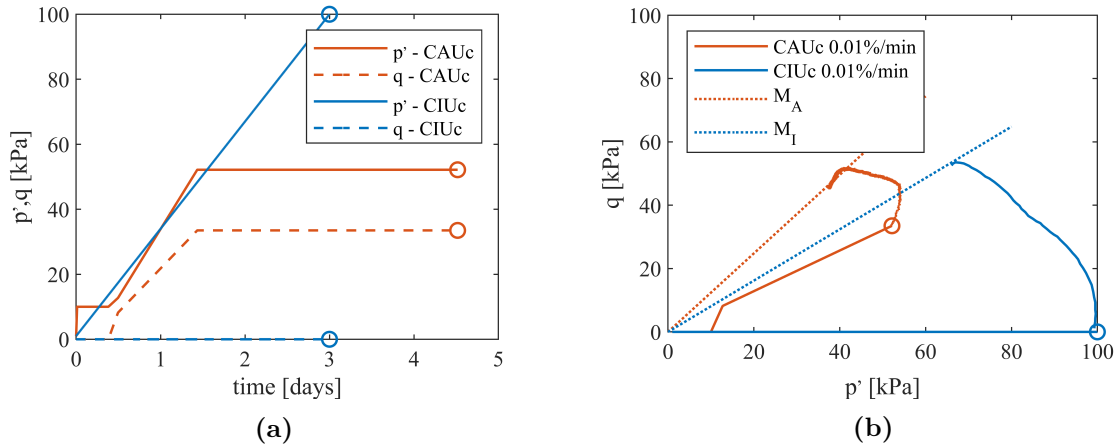 100
80
60
40
20
0
0
1
2
3
4
5
p',q [kPa]
time [days]
p' - CAUc
q - CAUc
p' - CIUc
q - CIUc
(a)
100
80
60
40
20
0
0
20
40
60
80
100
q [kPa]
p' [kPa]
CAUc 0.01%/min
CIUc 0.01%/min
M_A
M_I
(b)